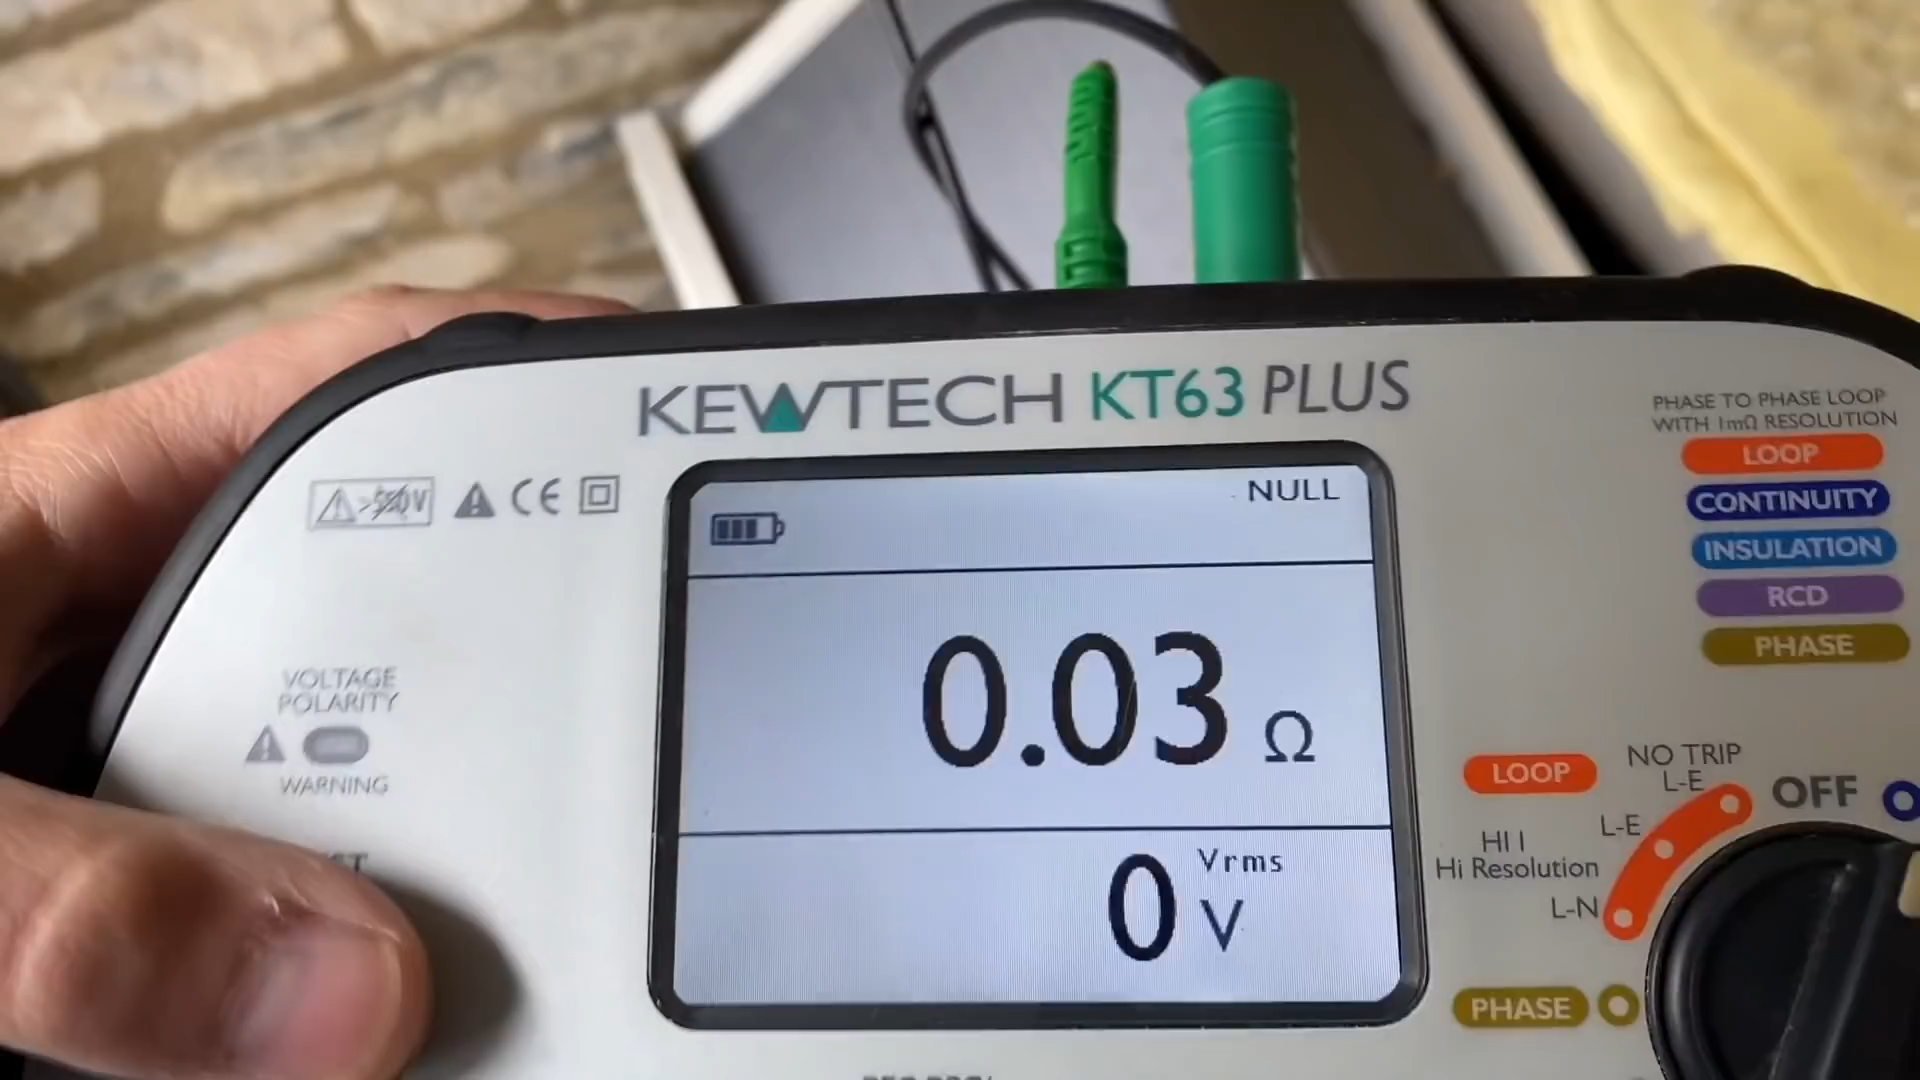 KEWTECH KT63 PLUS
PHASE TO PHASE LOOP
WITH 1mΩ RESOLUTION
LOOP
CONTINUITY
INSULATION
RCD
PHASE
>550V CE
NULL
0.03 Ω
0 Vrms
V
VOLTAGE
POLARITY
WARNING
LOOP
NO TRIP
L-E
OFF
L-E
HI I
Hi Resolution
L-N
PHASE